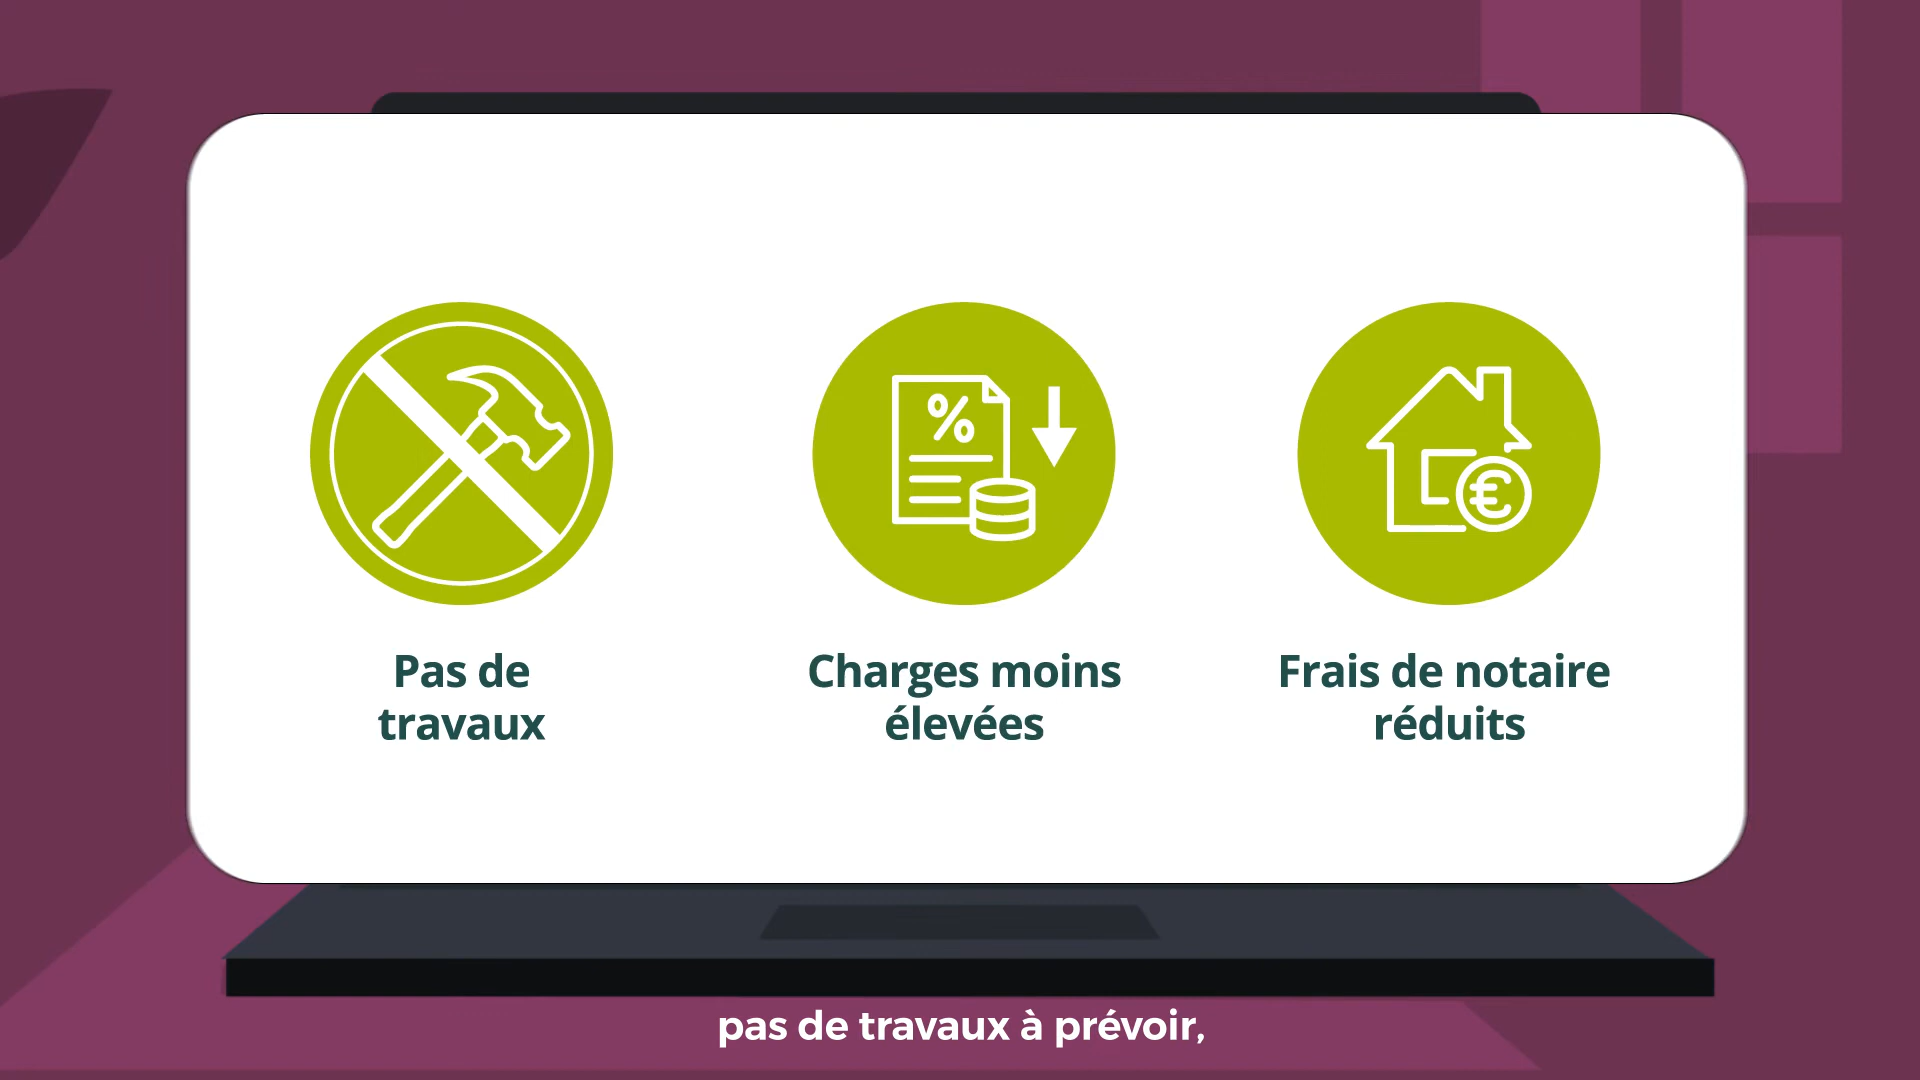 Pas de
travaux
Charges moins
élevées
Frais de notaire
réduits
pas de travaux à prévoir,